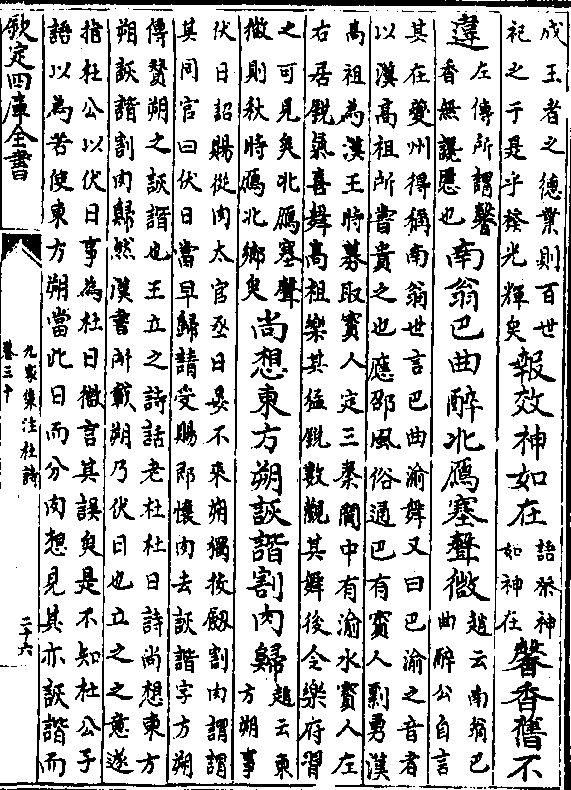 成王者之德業則百世
祀之于是乎發光輝矣
報效神如在
語祭神
如神在
馨香舊不
違
左傳所謂馨
香無讒慝也
南翁巴曲醉北鴈塞聲微
趙云南翁巴
曲醉公自言
其在夔州得稱南翁世言巴曲渝舞又曰巴渝之音者
以漢高祖所嘗貴之也應邵風俗通巴有賨人剽勇漢
高祖為漢王時募取賨人定三秦閬中有渝水賨人左
右居銳氣喜舞高祖樂其猛銳數觀其舞後令樂府習
之可見矣北鴈塞聲
微則秋時鴈北鄉矣
尚想東方朔詼諧割肉歸
趙云東
方朔事
伏日詔賜從肉太官丞日晏不來朔獨拔劔割肉謂謂
其同官曰伏日當早歸請受賜即懷肉去詼諧字方朔
傳贊朔之詼諧也王立之詩話老杜杜日詩尚想東方
朔詼諧割肉歸然漢書所載朔乃伏日也立之之意遂
指杜公以伏日事為杜日微言其誤矣是不知杜公子
語以為苦使東方朔當此日而分肉想見其亦詼諧而
欽定四庫全書
九家集注杜詩
卷三十
二十六